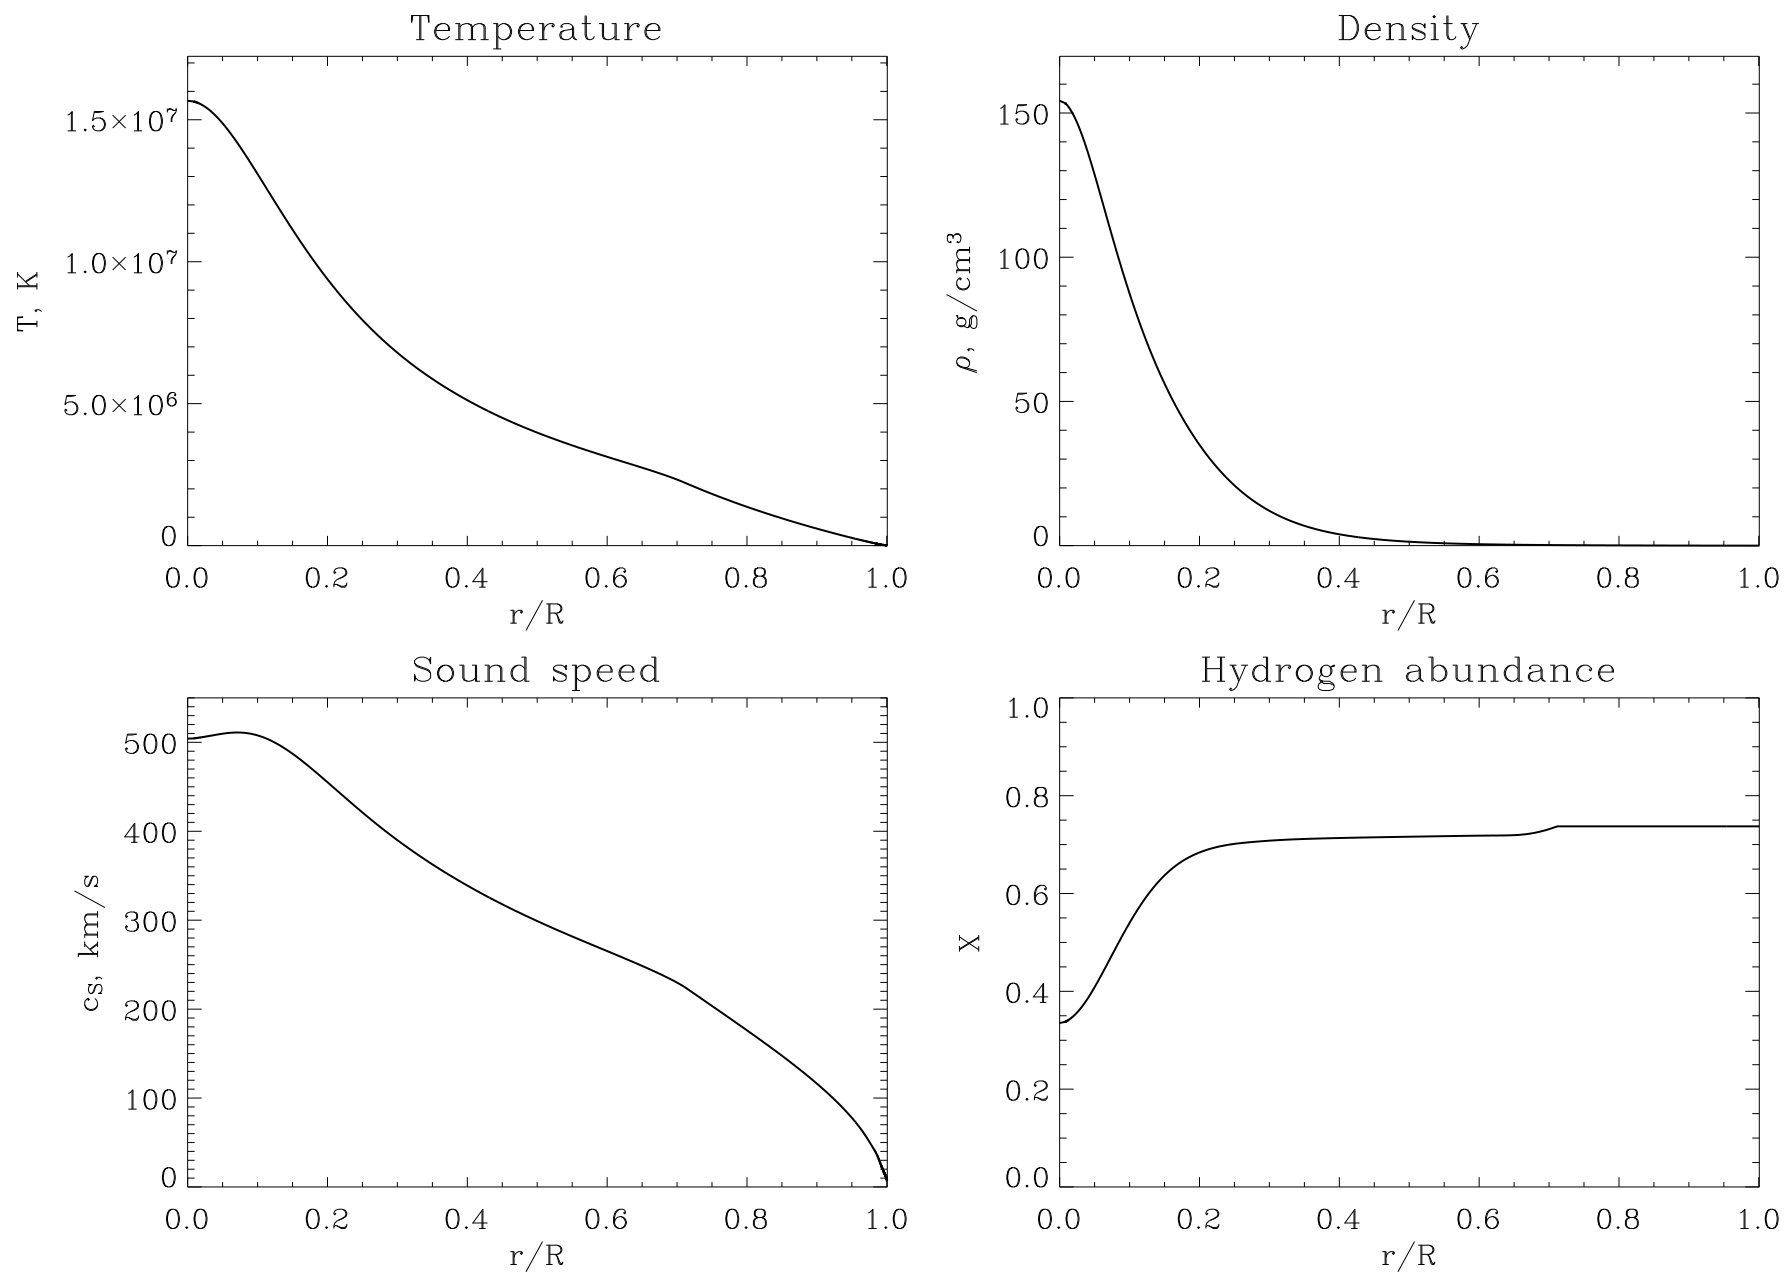 Temperature
T, K
1.5×10⁷
1.0×10⁷
5.0×10⁶
0
0.0 0.2 0.4 0.6 0.8 1.0
r/R
Density
ρ, g/cm³
150
100
50
0
0.0 0.2 0.4 0.6 0.8 1.0
r/R
Sound speed
cS, km/s
500
400
300
200
100
0
0.0 0.2 0.4 0.6 0.8 1.0
r/R
Hydrogen abundance
X
1.0
0.8
0.6
0.4
0.2
0.0
0.0 0.2 0.4 0.6 0.8 1.0
r/R